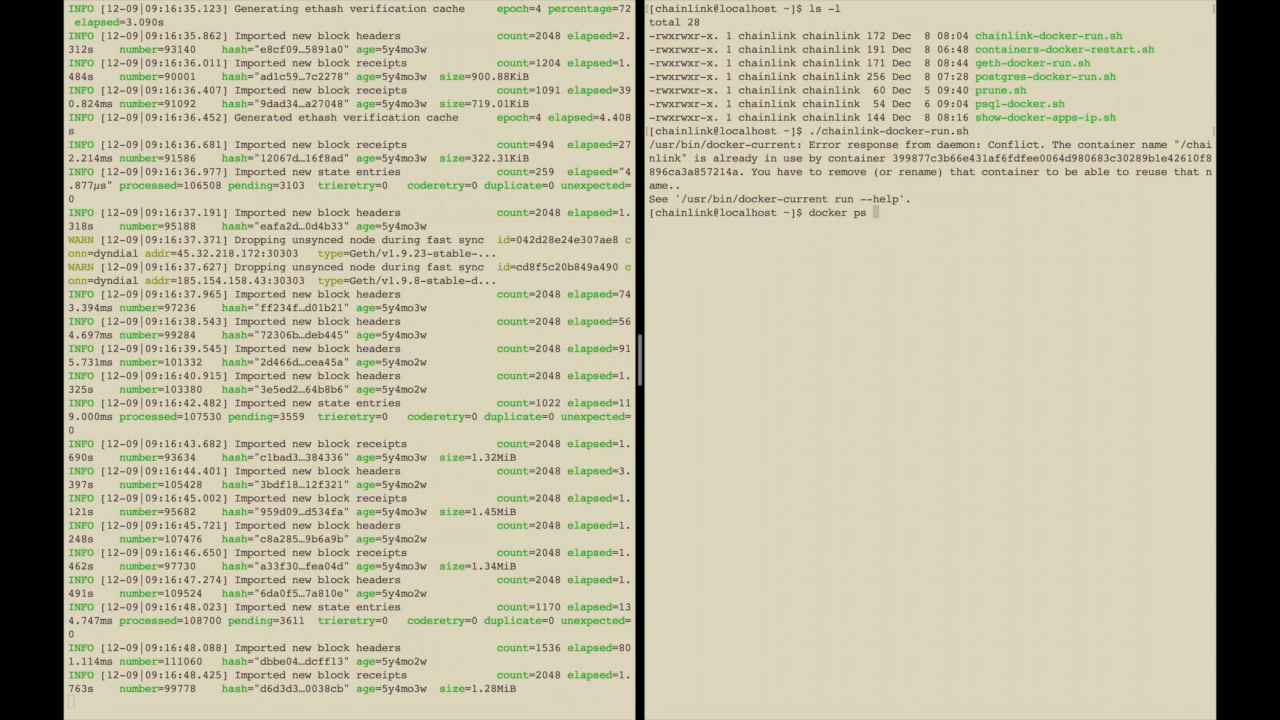 INFO [12-09|09:16:35.123] Generating ethash verification cache epoch=4 percentage=72
elapsed=3.090s
INFO [12-09|09:16:35.862] Imported new block headers count=2048 elapsed=2.
312s number=93140 hash="e8cf09…5891a0" age=5y4mo3w
INFO [12-09|09:16:36.011] Imported new block receipts count=1204 elapsed=1.
484s number=90001 hash="ad1c59…7c2278" age=5y4mo3w size=900.88KiB
INFO [12-09|09:16:36.407] Imported new block receipts count=1091 elapsed=39
0.824ms number=91092 hash="9dad34…a27048" age=5y4mo3w size=719.01KiB
INFO [12-09|09:16:36.452] Generated ethash verification cache epoch=4 elapsed=4.408
s
INFO [12-09|09:16:36.681] Imported new block receipts count=494 elapsed=27
2.214ms number=91586 hash="12067d…16f8ad" age=5y4mo3w size=322.31KiB
INFO [12-09|09:16:36.977] Imported new state entries count=259 elapsed="4
.877µs" processed=106508 pending=3103 trieretry=0 coderetry=0 duplicate=0 unexpected=
0
INFO [12-09|09:16:37.191] Imported new block headers count=2048 elapsed=1.
318s number=95188 hash="eafa2d…0d4b33" age=5y4mo3w
WARN [12-09|09:16:37.371] Dropping unsynced node during fast sync id=042d28e24e307ae8 c
onn=dyndial addr=45.32.218.172:30303 type=Geth/v1.9.23-stable-...
WARN [12-09|09:16:37.627] Dropping unsynced node during fast sync id=cd8f5c20b849a490 c
onn=dyndial addr=185.154.158.43:30303 type=Geth/v1.9.8-stable-d...
INFO [12-09|09:16:37.965] Imported new block headers count=2048 elapsed=74
3.394ms number=97236 hash="ff234f…d01b21" age=5y4mo3w
INFO [12-09|09:16:38.543] Imported new block headers count=2048 elapsed=56
4.697ms number=99284 hash="72306b…deb445" age=5y4mo3w
INFO [12-09|09:16:39.545] Imported new block headers count=2048 elapsed=91
5.731ms number=101332 hash="2d466d…cea45a" age=5y4mo2w
INFO [12-09|09:16:40.915] Imported new block headers count=2048 elapsed=1.
325s number=103380 hash="3e5ed2…64b8b6" age=5y4mo2w
INFO [12-09|09:16:42.482] Imported new state entries count=1022 elapsed=11
9.000ms processed=107530 pending=3559 trieretry=0 coderetry=0 duplicate=0 unexpected=
0
INFO [12-09|09:16:43.682] Imported new block receipts count=2048 elapsed=1.
690s number=93634 hash="c1bad3…384336" age=5y4mo3w size=1.32MiB
INFO [12-09|09:16:44.401] Imported new block headers count=2048 elapsed=3.
397s number=105428 hash="3bdf18…12f321" age=5y4mo2w
INFO [12-09|09:16:45.002] Imported new block receipts count=2048 elapsed=1.
121s number=95682 hash="959d09…d534fa" age=5y4mo3w size=1.45MiB
INFO [12-09|09:16:45.721] Imported new block headers count=2048 elapsed=1.
248s number=107476 hash="c8a285…9b6a9b" age=5y4mo2w
INFO [12-09|09:16:46.650] Imported new block receipts count=2048 elapsed=1.
462s number=97730 hash="a33f30…fea04d" age=5y4mo3w size=1.34MiB
INFO [12-09|09:16:47.274] Imported new block headers count=2048 elapsed=1.
491s number=109524 hash="6da0f5…7a810e" age=5y4mo2w
INFO [12-09|09:16:48.023] Imported new state entries count=1170 elapsed=13
4.747ms processed=108700 pending=3611 trieretry=0 coderetry=0 duplicate=0 unexpected=
0
INFO [12-09|09:16:48.088] Imported new block headers count=1536 elapsed=80
1.114ms number=111060 hash="dbbe04…dcff13" age=5y4mo2w
INFO [12-09|09:16:48.425] Imported new block receipts count=2048 elapsed=1.
763s number=99778 hash="d6d3d3…0038cb" age=5y4mo3w size=1.28MiB
[chainlink@localhost ~]$ ls -l
total 28
-rwxrwxr-x. 1 chainlink chainlink 172 Dec 8 08:04 chainlink-docker-run.sh
-rwxrwxr-x. 1 chainlink chainlink 191 Dec 8 06:48 containers-docker-restart.sh
-rwxrwxr-x. 1 chainlink chainlink 171 Dec 8 08:44 geth-docker-run.sh
-rwxrwxr-x. 1 chainlink chainlink 256 Dec 8 07:28 postgres-docker-run.sh
-rwxrwxr-x. 1 chainlink chainlink 60 Dec 5 09:40 prune.sh
-rwxrwxr-x. 1 chainlink chainlink 54 Dec 6 09:04 psql-docker.sh
-rwxrwxr-x. 1 chainlink chainlink 144 Dec 8 08:16 show-docker-apps-ip.sh
[chainlink@localhost ~]$ ./chainlink-docker-run.sh
/usr/bin/docker-current: Error response from daemon: Conflict. The container name "/chai
nlink" is already in use by container 399877c3b66e431af6fdfee0064d980683c30289b1e42610f8
896ca3a857214a. You have to remove (or rename) that container to be able to reuse that n
ame..
See '/usr/bin/docker-current run --help'.
[chainlink@localhost ~]$ docker ps